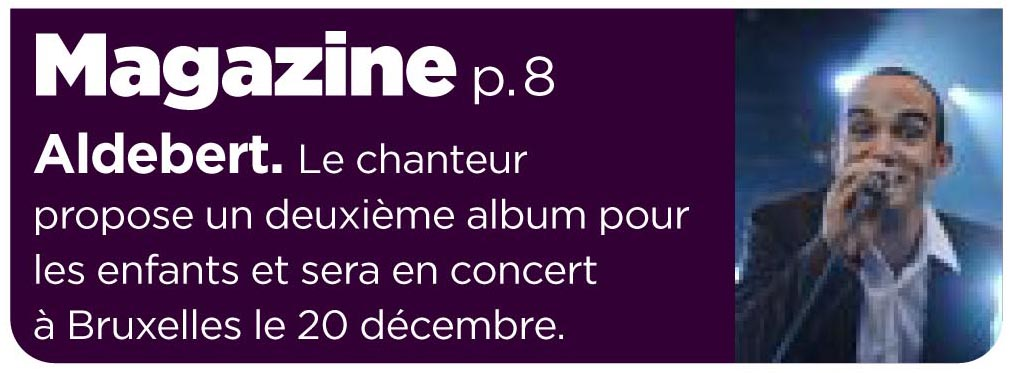 Magazine p.8
Aldebert. Le chanteur
propose un deuxième album pour
les enfants et sera en concert
à Bruxelles le 20 décembre.